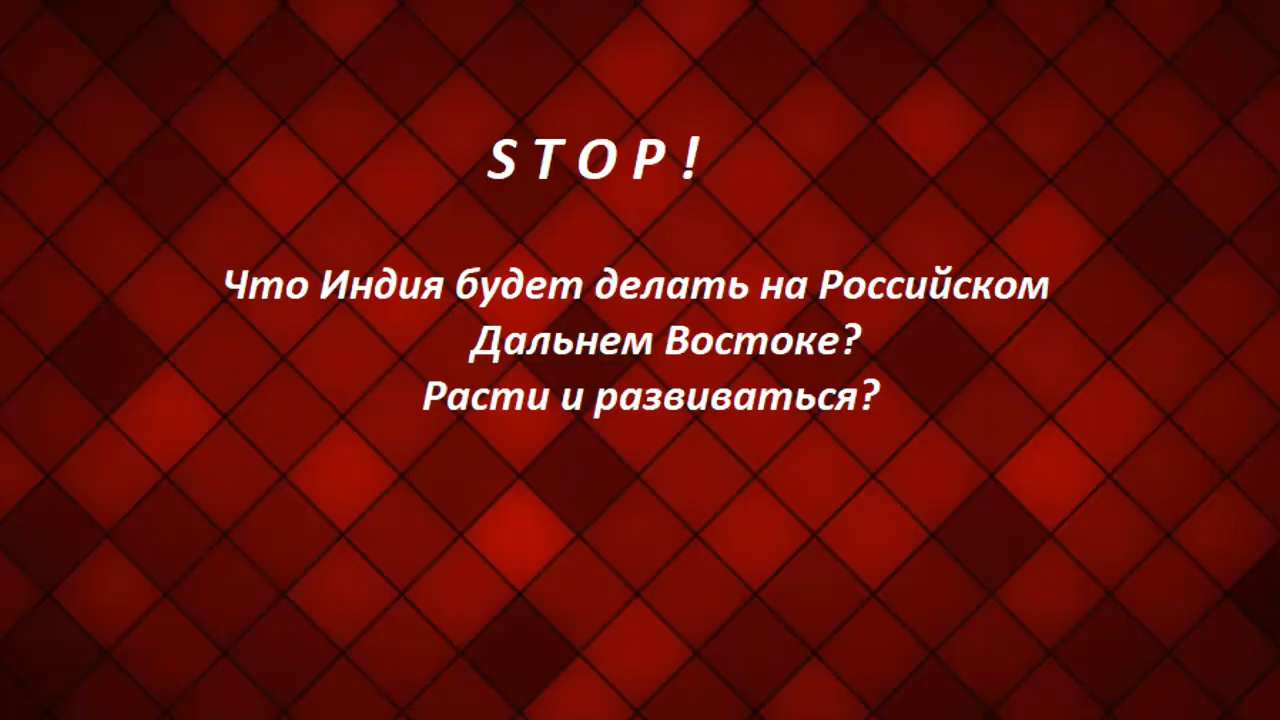 S T O P !
Что Индия будет делать на Российском
Дальнем Востоке?
Расти и развиваться?